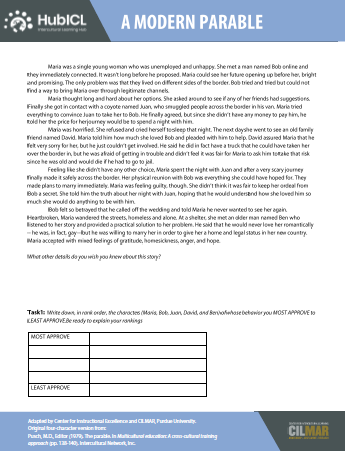 HubICL
Intercultural Learning Hub
A MODERN PARABLE
Maria was a single young woman who was unemployed and unhappy. She met a man named Bob online and
they immediately connected. It wasn't long before he proposed. Maria could see her future opening up before her, bright
and promising. The only problem was that they lived on different sides of the border. Bob tried and tried but could not
find a way to bring Maria over through legitimate channels.
Maria thought long and hard about her options. She asked around to see if any of her friends had suggestions.
Finally she got in contact with a coyote named Juan, who smuggled people across the border in his van. Maria tried
everything to convince Juan to take her to Bob. He finally agreed, but since she didn't have any money to pay him, he
told her the price for her journey would be to spend a night with him.
Maria was horrified. She refused and cried herself to sleep that night. The next day she went to see an old family
friend named David. Maria told him how much she loved Bob and pleaded with him to help. David assured Maria that he
felt very sorry for her, but he just couldn't get involved. He said he did in fact have a truck that he could have taken her
over the border in, but he was afraid of getting in trouble and didn't feel it was fair for Maria to ask him to take that risk
since he was old and would die if he had to go to jail.
Feeling like she didn't have any other choice, Maria spent the night with Juan and after a very scary journey
finally made it safely across the border. Her physical reunion with Bob was everything she could have hoped for. They
made plans to marry immediately. Maria was feeling guilty, though. She didn't think it was fair to keep her ordeal from
Bob a secret. She told him the truth about her night with Juan, hoping that he would understand how she loved him so
much she would do anything to be with him.
Bob felt so betrayed that he called off the wedding and told Maria he never wanted to see her again.
Heartbroken, Maria wandered the streets, homeless and alone. At a shelter, she met an older man named Ben who
listened to her story and provided a practical solution to her problem. He said that he would never love her romantically
-- he was, in fact, gay--but he was willing to marry her in order to give her a home and legal status in her new country.
Maria accepted with mixed feelings of gratitude, homesickness, anger, and hope.
What other details do you wish you knew about this story?
Task1: Write down, in rank order, the characters (Maria, Bob, Juan, David, and Ben) of whose behavior you MOST APPROVE to
LEAST APPROVE. Be ready to explain your rankings
MOST APPROVE
LEAST APPROVE
Adapted by Center for Instructional Excellence and CILMAR, Purdue University.
Original four-character version from:
Pusch, M.D., Editor (1979). The parable. In Multicultural education: A cross-cultural training
approach (pp. 138-140). Intercultural Network, Inc.
CILMAR